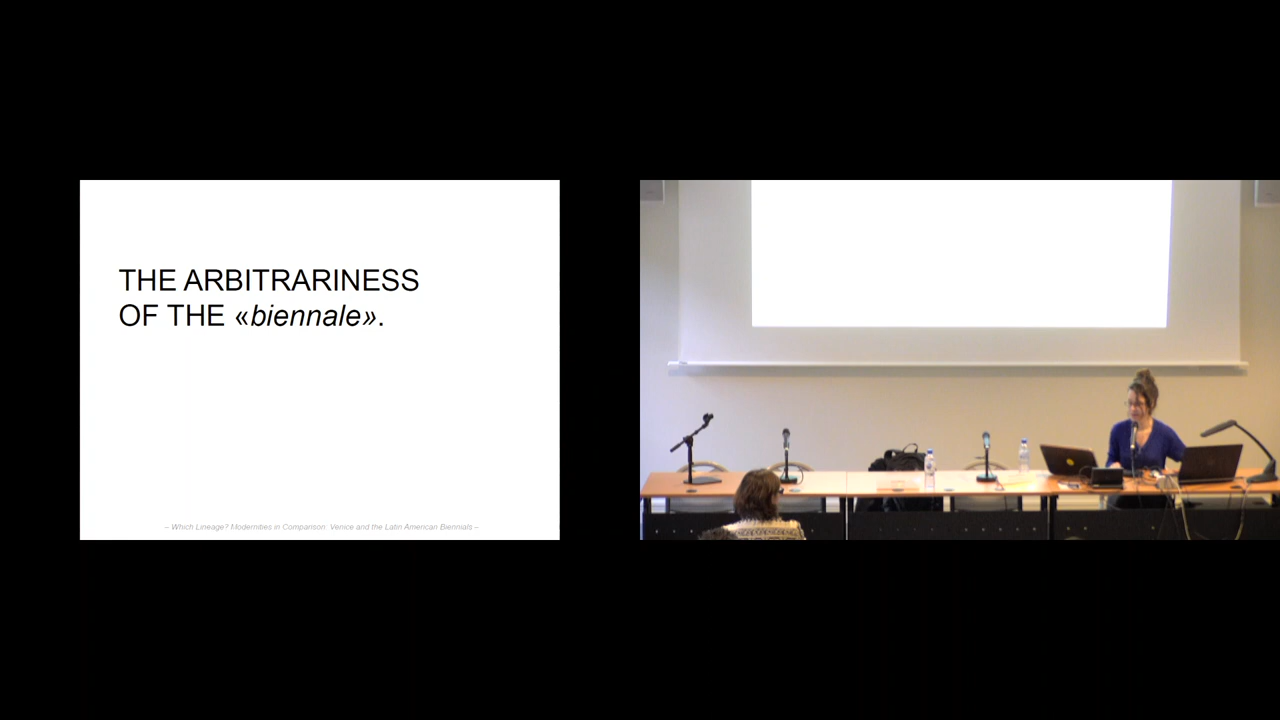 THE ARBITRARINESS
OF THE «biennale».
– Which Lineage? Modernities in Comparison: Venice and the Latin American Biennials –